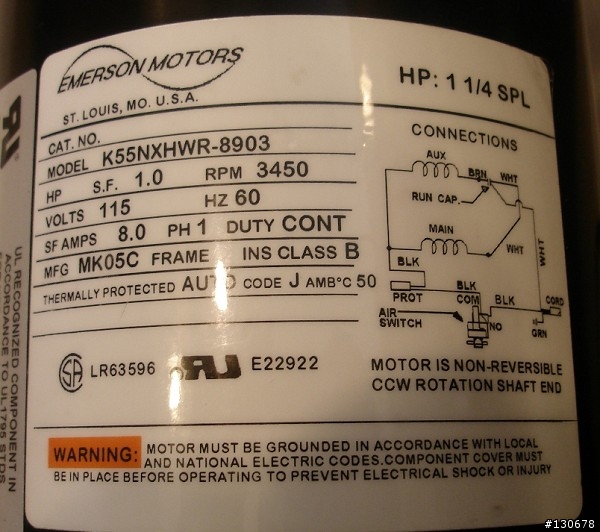 EMERSON MOTORS
ST. LOUIS, MO. U.S.A.
HP: 1 1/4 SPL
CAT. NO.
MODEL K55NXHWR-8903
HP S.F. 1.0 RPM 3450
VOLTS 115 HZ 60
SF AMPS 8.0 PH 1 DUTY CONT
MFG MK05C FRAME INS CLASS B
THERMALLY PROTECTED AUTO CODE J AMB°C 50
CONNECTIONS
AUX
BRN WHT
RUN CAP.
MAIN
WHT
WHT
BLK
BLK COM BLK CORD
PROT
AIR SWITCH
NO
GRN
LR63596 E22922
MOTOR IS NON-REVERSIBLE
CCW ROTATION SHAFT END
WARNING: MOTOR MUST BE GROUNDED IN ACCORDANCE WITH LOCAL
AND NATIONAL ELECTRIC CODES.COMPONENT COVER MUST
BE IN PLACE BEFORE OPERATING TO PREVENT ELECTRICAL SHOCK OR INJURY
UL RECOGNIZED COMPONENT IN
ACCORDANCE TO UL1795 STDS
#130678